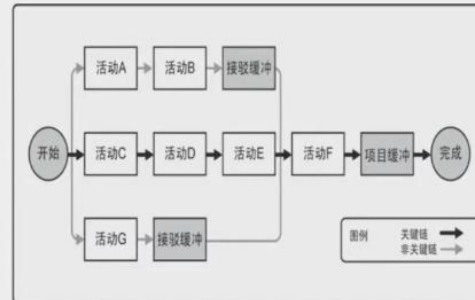 活动A
活动B
接驳缓冲
开始
活动C
活动D
活动E
活动F
项目缓冲
完成
活动G
接驳缓冲
图例
关键链
非关键链